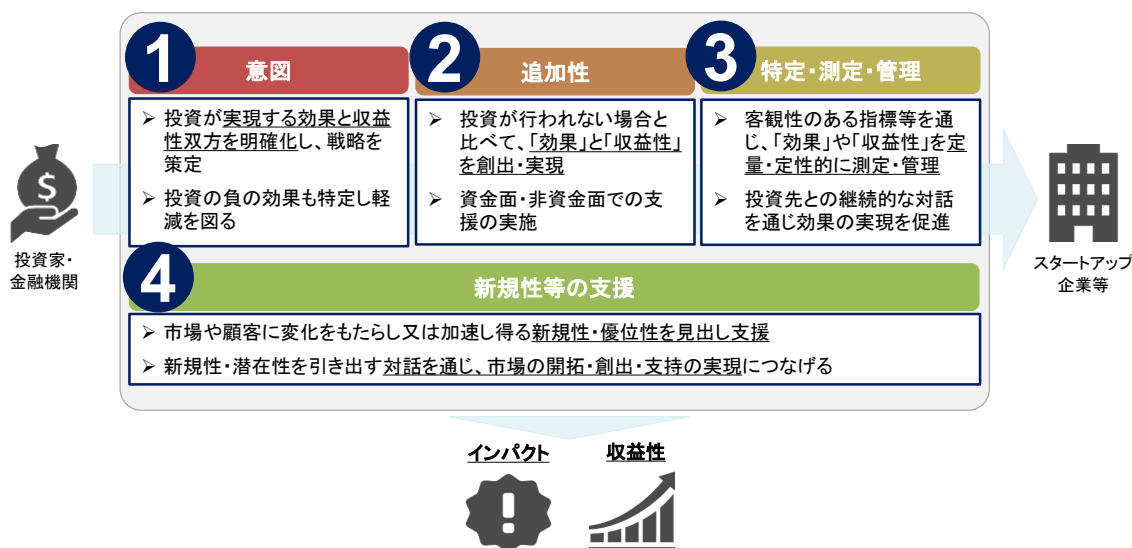 1
意図
➢ 投資が実現する効果と収益
性双方を明確化し、戦略を
策定
➢ 投資の負の効果も特定し軽
減を図る
2
追加性
➢ 投資が行われない場合と
比べて、「効果」と「収益性」
を創出・実現
➢ 資金面・非資金面での支
援の実施
3
特定・測定・管理
➢ 客観性のある指標等を通
じ、「効果」や「収益性」を定
量・定性的に測定・管理
➢ 投資先との継続的な対話
を通じ効果の実現を促進
$
投資家・
金融機関
スタートアップ
企業等
4
新規性等の支援
➢ 市場や顧客に変化をもたらし又は加速し得る新規性・優位性を見出し支援
➢ 新規性・潜在性を引き出す対話を通じ、市場の開拓・創出・支持の実現につなげる
インパクト
収益性
!